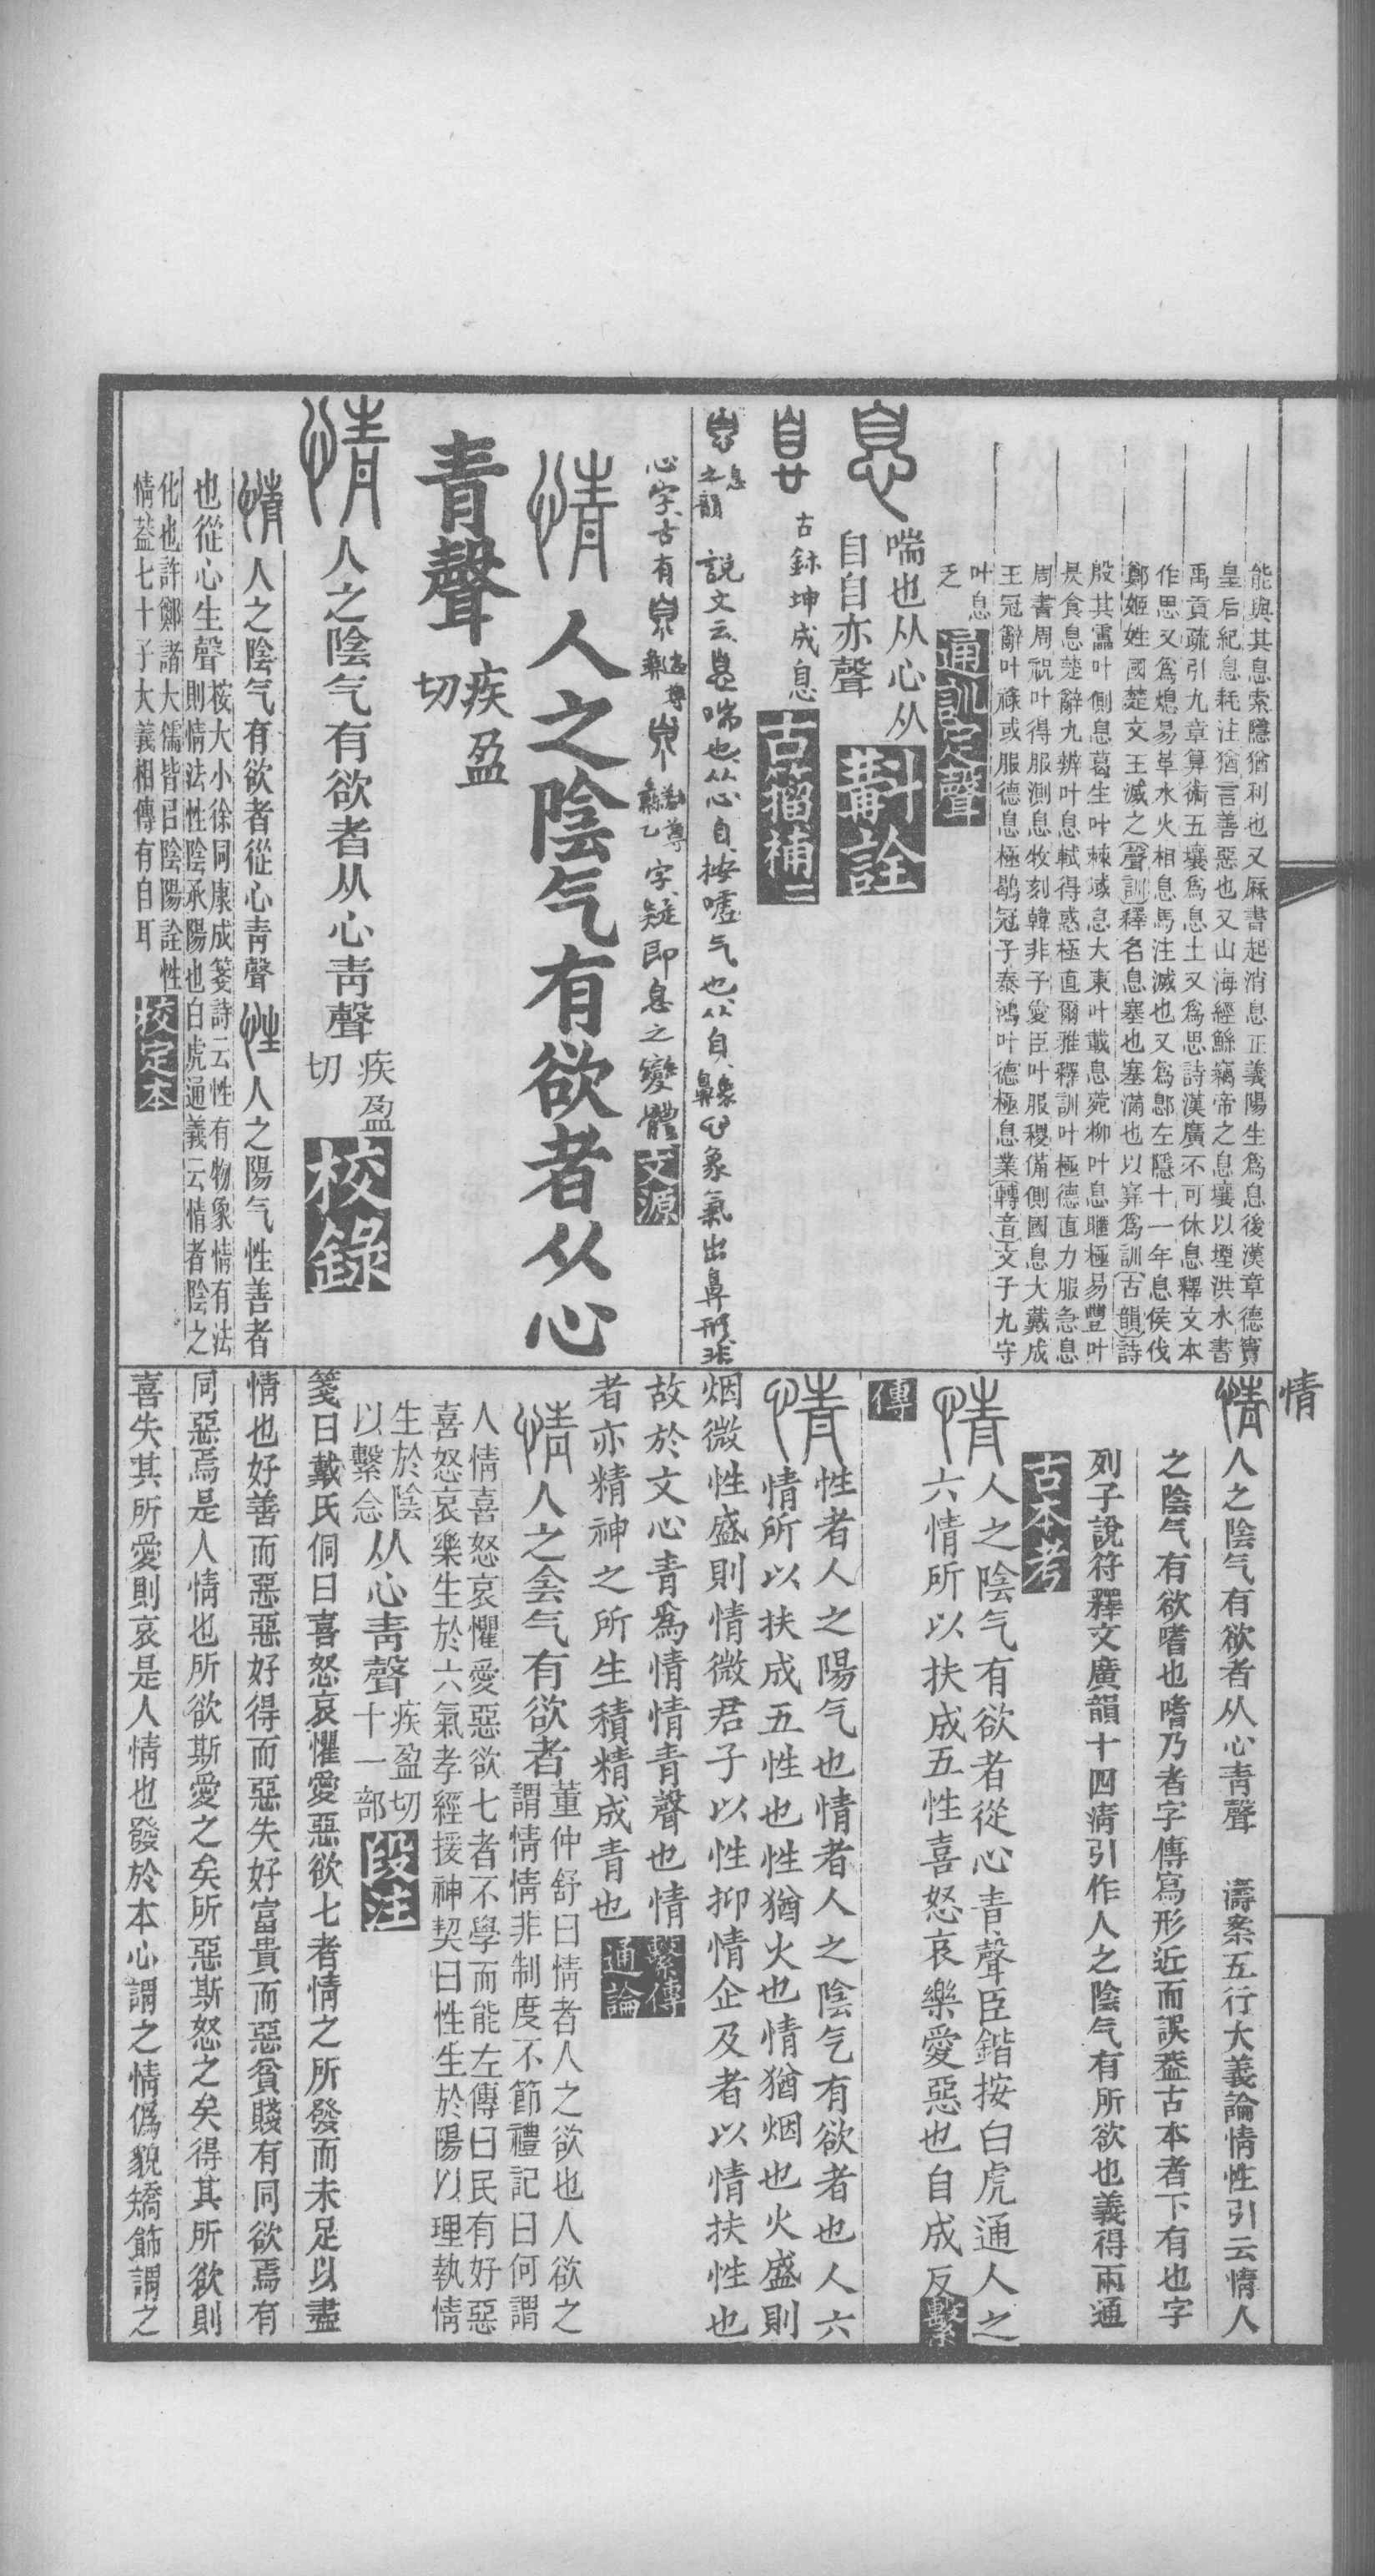 能與其息索隱猶利也又厤書起消息正義陽生爲息後漢章德竇
皇后紀息耗注猶言善惡也又山海經鯀竊帝之息壤以堙洪水書
禹貢疏引九章算術五壤爲息土又爲思詩漢廣不可休息釋文本
作思又爲熄易革水火相息馬注滅也又爲鄎左隱十一年息侯伐
鄭姬姓國楚文王滅之聲訓釋名息塞也塞滿也以穽爲訓古韻詩
殷其靁叶側息葛生叶棘域息大東叶載息菀柳叶息暱極易豐叶
昃食息楚辭九辨叶息軾得惑極直爾雅釋訓叶極德直力服急息
周書周祝叶得服測息牧刻韓非子愛臣叶服稷備側國息大戴成
王冠辭叶祿或服德息極鶡冠子泰鴻叶德極息業轉音文子九守
叶息
乏 通訓定聲
息 喘也从心从
自自亦聲 斠詮
古鉨坤成息 古籀補二
息之韻 說文云息喘也从心自按嘘气也从自象鼻象氣出鼻形非
心字古有 字疑即息之變體 文源
情 人之陰气有欲者从心
青聲 疾盈切
情 人之陰气有欲者从心靑聲 疾盈切 校錄
情 人之陰气有欲者從心靑聲 性 人之陽气性善者
也從心生聲 桉大小徐同康成箋詩云性有物象情有法
則情法性陰承陽也白虎通義云情者陰之
化也許鄭諸大儒皆㠯陰陽詮性
情葢七十子大義相傳有自耳 校定本
情
情 人之陰气有欲者从心靑聲 濤案五行大義論情性引云情人
之陰气有欲嗜也嗜乃者字傳寫形近而誤葢古本者下有也字
列子說符釋文廣韻十四淸引作人之陰气有所欲也義得兩通
古本考
情 人之陰气有欲者從心青聲臣鍇按白虎通人之
六情所以扶成五性喜怒哀樂愛惡也自成反 繫
傳
情 性者人之陽气也情者人之陰气有欲者也人六
情所以扶成五性也性猶火也情猶烟也火盛則
烟微性盛則情微君子以性抑情企及者以情扶性也
故於文心青爲情情青聲也情
者亦精神之所生積精成青也 繫傳通論
情 人之侌气有欲者 董仲舒曰情者人之欲也人欲之
謂情情非制度不節禮記曰何謂
人情喜怒哀懼愛惡欲七者不學而能左傳曰民有好惡
喜怒哀樂生於六氣孝經援神契曰性生於陽以理執情
生於陰
以繫念 从心靑聲 疾盈切
十一部 段注
箋曰戴氏侗曰喜怒哀懼愛惡欲七者情之所發而未足以盡
情也好善而惡惡好得而惡失好富貴而惡貧賤有同欲焉有
同惡焉是人情也所欲斯愛之矣所惡斯怒之矣得其所欲則
喜失其所愛則哀是人情也發於本心謂之情僞貌矯飾謂之